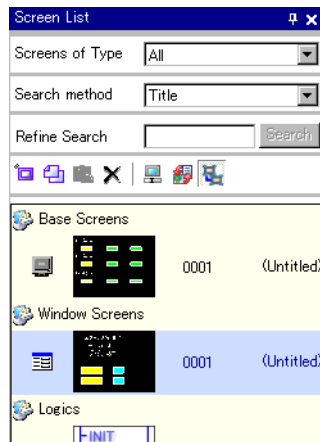 Screen List
Screens of Type All
Search method Title
Refine Search Search
Base Screens
0001 (Untitled)
Window Screens
0001 (Untitled)
Logics
INIT